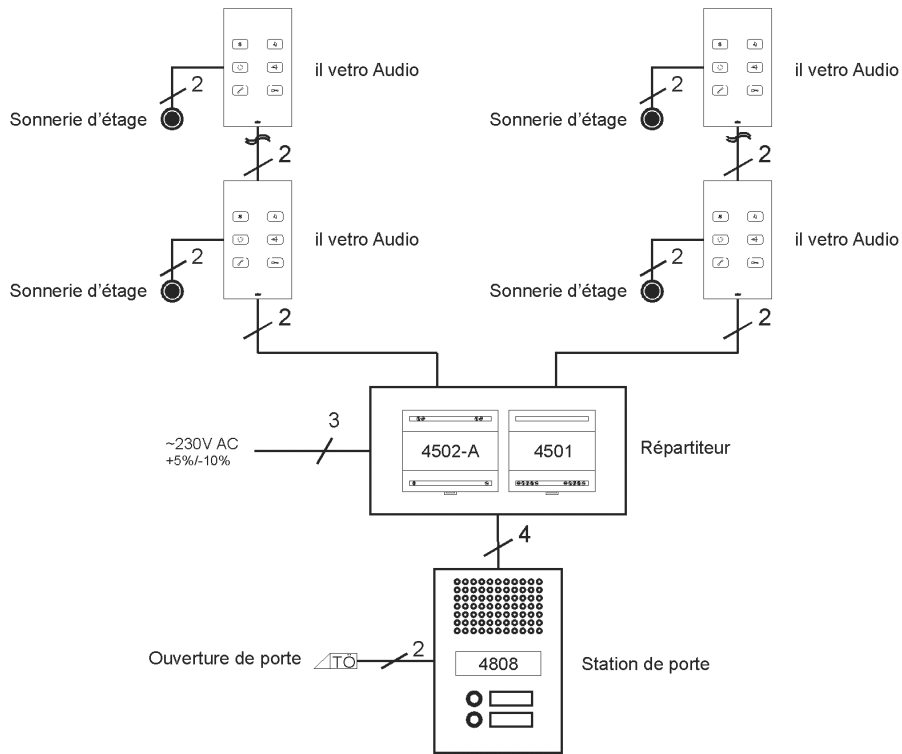 il vetro Audio
2
Sonnerie d'étage
2
il vetro Audio
2
Sonnerie d'étage
2
il vetro Audio
2
Sonnerie d'étage
2
il vetro Audio
2
Sonnerie d'étage
2
3
~230V AC
+5%/-10%
4502-A
4501
Répartiteur
4
Ouverture de porte
TÖ
2
4808
Station de porte